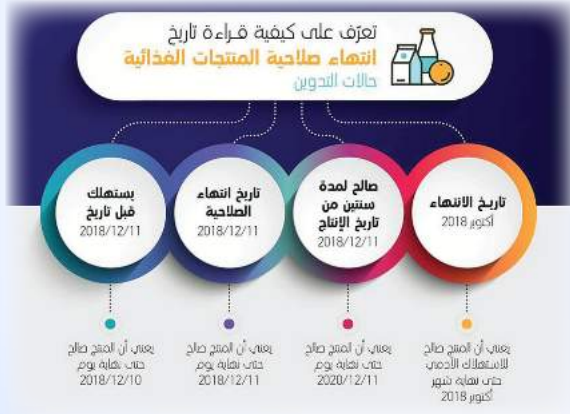 تعرّف على كيفية قراءة تاريخ
انتهاء صلاحية المنتجات الغذائية
حالات التدوين
تاريخ الانتهاء
أكتوبر 2018
صالح لمدة
سنتين من
تاريخ الإنتاج
2018/12/11
تاريخ انتهاء
الصلاحية
2018/12/11
يستهلك
قبل تاريخ
2018/12/11
يعني أن المنتج صالح
للاستهلاك الآدمي
حتى نهاية شهر
أكتوبر 2018
يعني أن المنتج صالح
حتى نهاية يوم
2020/12/11
يعني أن المنتج صالح
حتى نهاية يوم
2018/12/11
يعني أن المنتج صالح
حتى نهاية يوم
2018/12/10